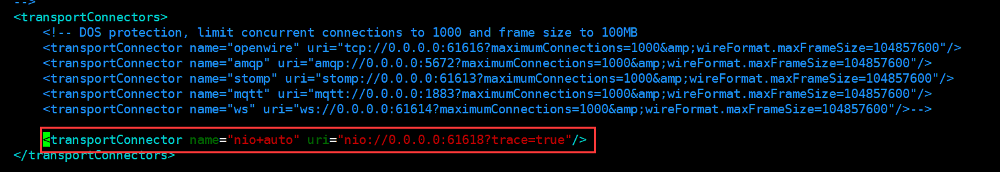 -->
<transportConnectors>
<!-- DOS protection, limit concurrent connections to 1000 and frame size to 100MB
<transportConnector name="openwire" uri="tcp://0.0.0.0:61616?maximumConnections=1000&amp;wireFormat.maxFrameSize=104857600"/>
<transportConnector name="amqp" uri="amqp://0.0.0.0:5672?maximumConnections=1000&amp;wireFormat.maxFrameSize=104857600"/>
<transportConnector name="stomp" uri="stomp://0.0.0.0:61613?maximumConnections=1000&amp;wireFormat.maxFrameSize=104857600"/>
<transportConnector name="mqtt" uri="mqtt://0.0.0.0:1883?maximumConnections=1000&amp;wireFormat.maxFrameSize=104857600"/>
<transportConnector name="ws" uri="ws://0.0.0.0:61614?maximumConnections=1000&amp;wireFormat.maxFrameSize=104857600"/>-->
<transportConnector name="nio+auto" uri="nio://0.0.0.0:61618?trace=true"/>
</transportConnectors>